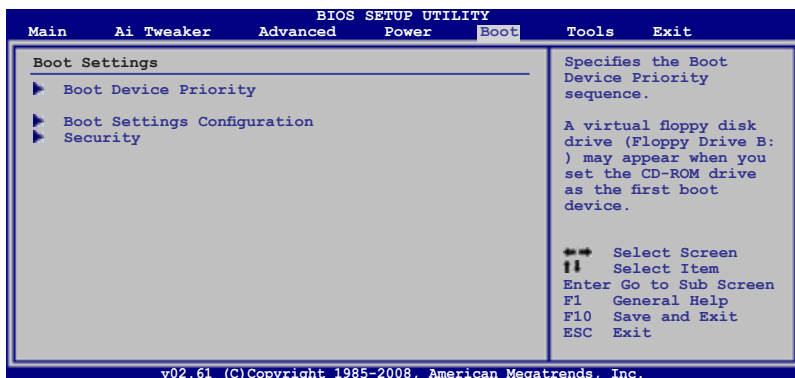 BIOS SETUP UTILITY
Main Ai Tweaker Advanced Power Boot Tools Exit
Boot Settings
Boot Device Priority
Boot Settings Configuration
Security
Specifies the Boot
Device Priority
sequence.
A virtual floppy disk
drive (Floppy Drive B:
) may appear when you
set the CD-ROM drive
as the first boot
device.
Select Screen
Select Item
Enter Go to Sub Screen
F1 General Help
F10 Save and Exit
ESC Exit
v02.61 (C)Copyright 1985-2008, American Megatrends, Inc.